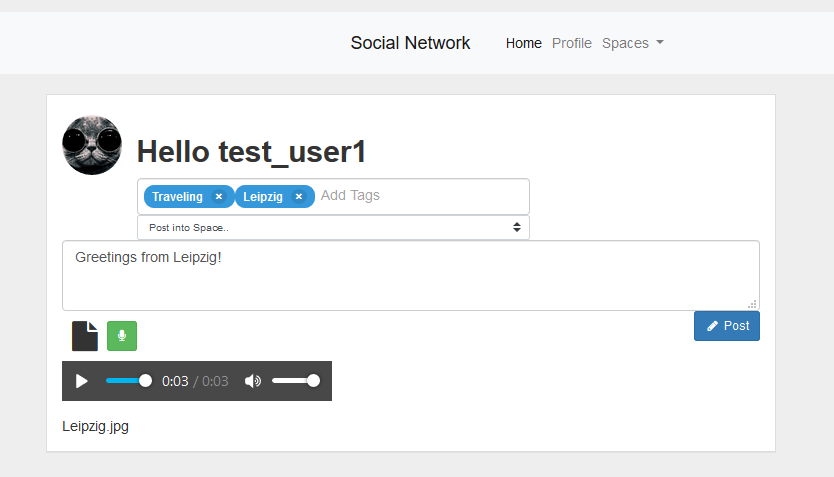 Social Network Home Profile Spaces
Hello test_user1
Traveling Leipzig Add Tags
Post into Space..
Greetings from Leipzig!
Post
0:03 / 0:03
Leipzig.jpg